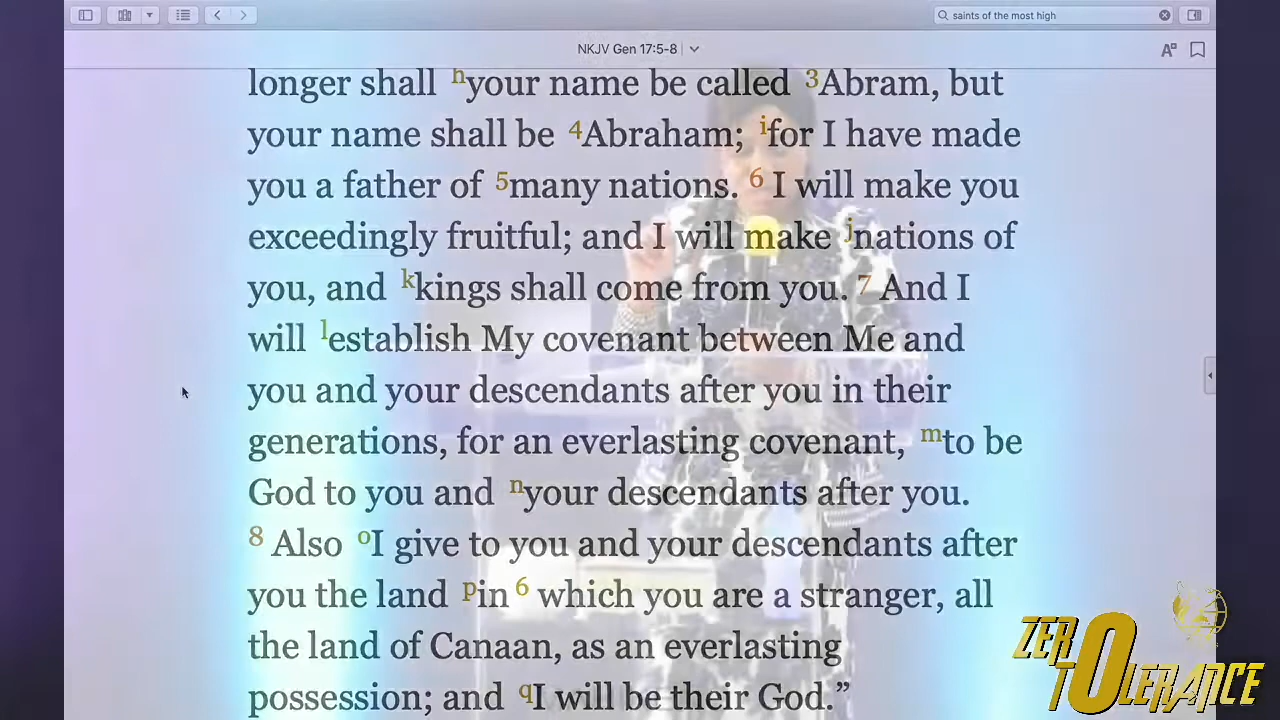 saints of the most high
NKJV Gen 17:5-8
longer shall hyour name be called 3Abram, but
your name shall be 4Abraham; ifor I have made
you a father of 5many nations. 6 I will make you
exceedingly fruitful; and I will make jnations of
you, and kkings shall come from you. 7 And I
will lestablish My covenant between Me and
you and your descendants after you in their
generations, for an everlasting covenant, mto be
God to you and nyour descendants after you.
8 Also oI give to you and your descendants after
you the land pin 6 which you are a stranger, all
the land of Canaan, as an everlasting
possession; and qI will be their God.”
ZERO
TOLERANCE